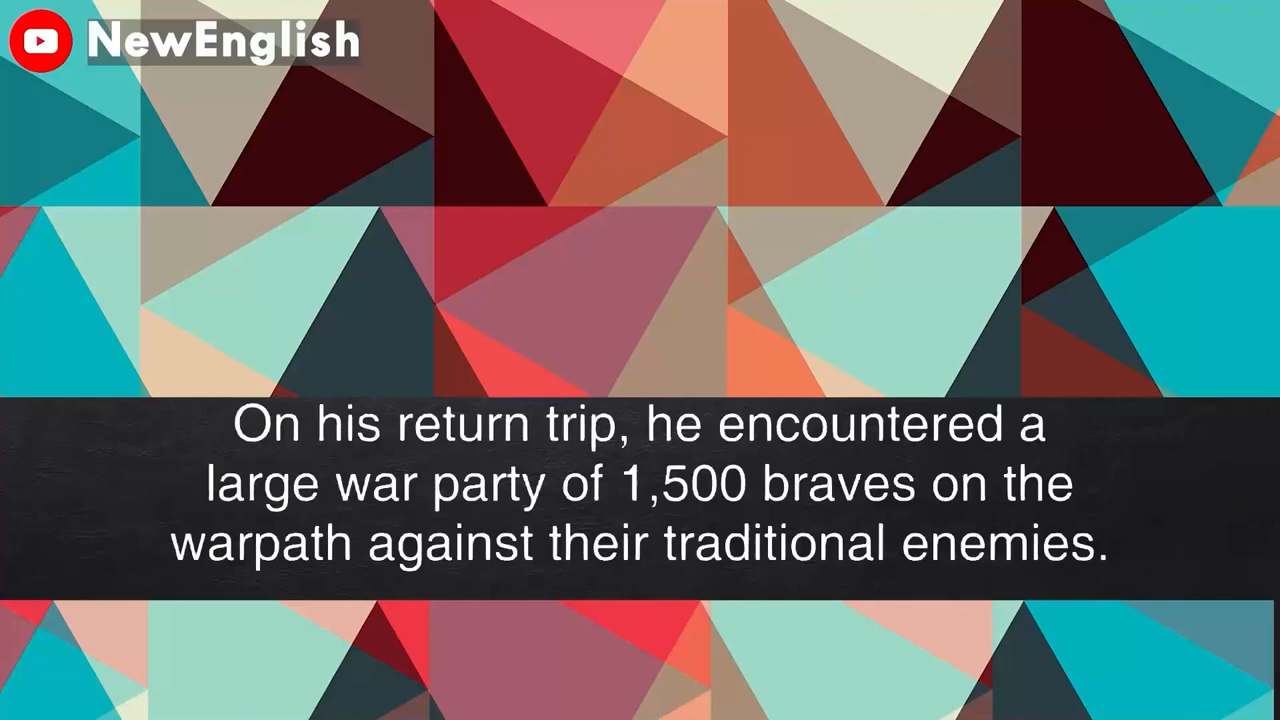 NewEnglish
On his return trip, he encountered a
large war party of 1,500 braves on the
warpath against their traditional enemies.